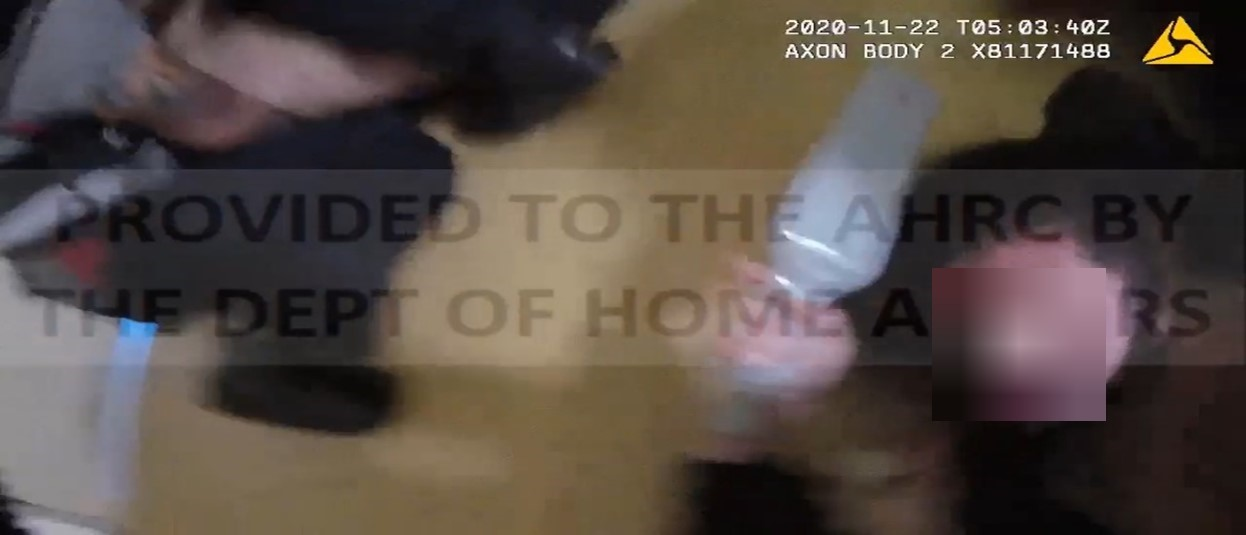 2020-11-22 T05:03:40Z
AXON BODY 2 X81171488
PROVIDED TO THE AHRC BY
THE DEPT OF HOME A RS